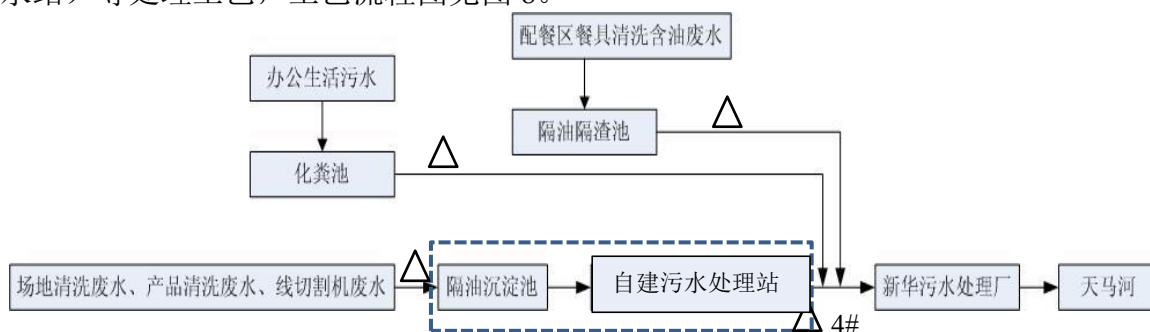 配餐区餐具清洗含油废水
办公生活污水
隔油隔渣池
化粪池
场地清洗废水、产品清洗废水、线切割机废水
隔油沉淀池
自建污水处理站
新华污水处理厂
天马河
4#